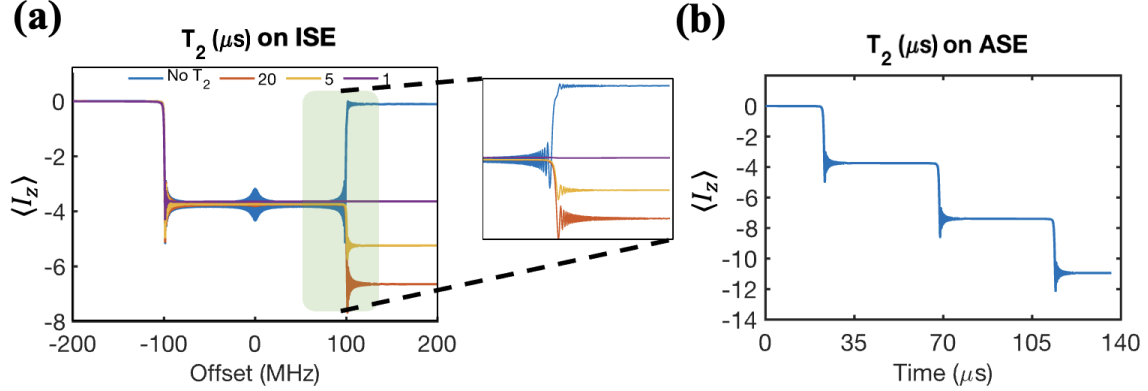 (a)
T₂ (μs) on ISE
No T₂ 20 5 1
0
-2
-4
-6
-8
⟨I_z⟩
-200 -100 0 100 200
Offset (MHz)
(b)
T₂ (μs) on ASE
0
-2
-4
-6
-8
-10
-12
-14
⟨I_z⟩
0 35 70 105 140
Time (μs)